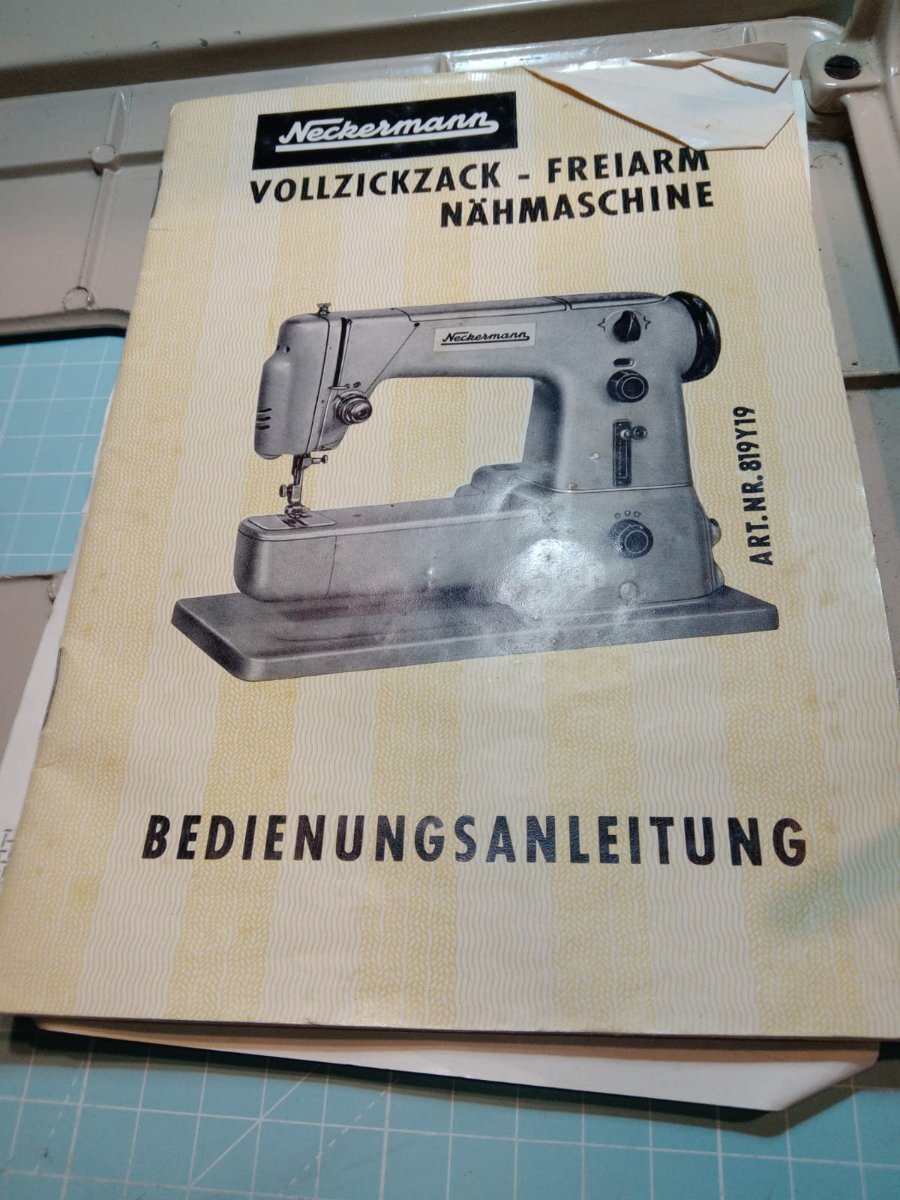 Neckermann
VOLLZICKZACK - FREIARM
NÄHMASCHINE
Neckermann
ART.NR. 819Y19
BEDIENUNGSANLEITUNG